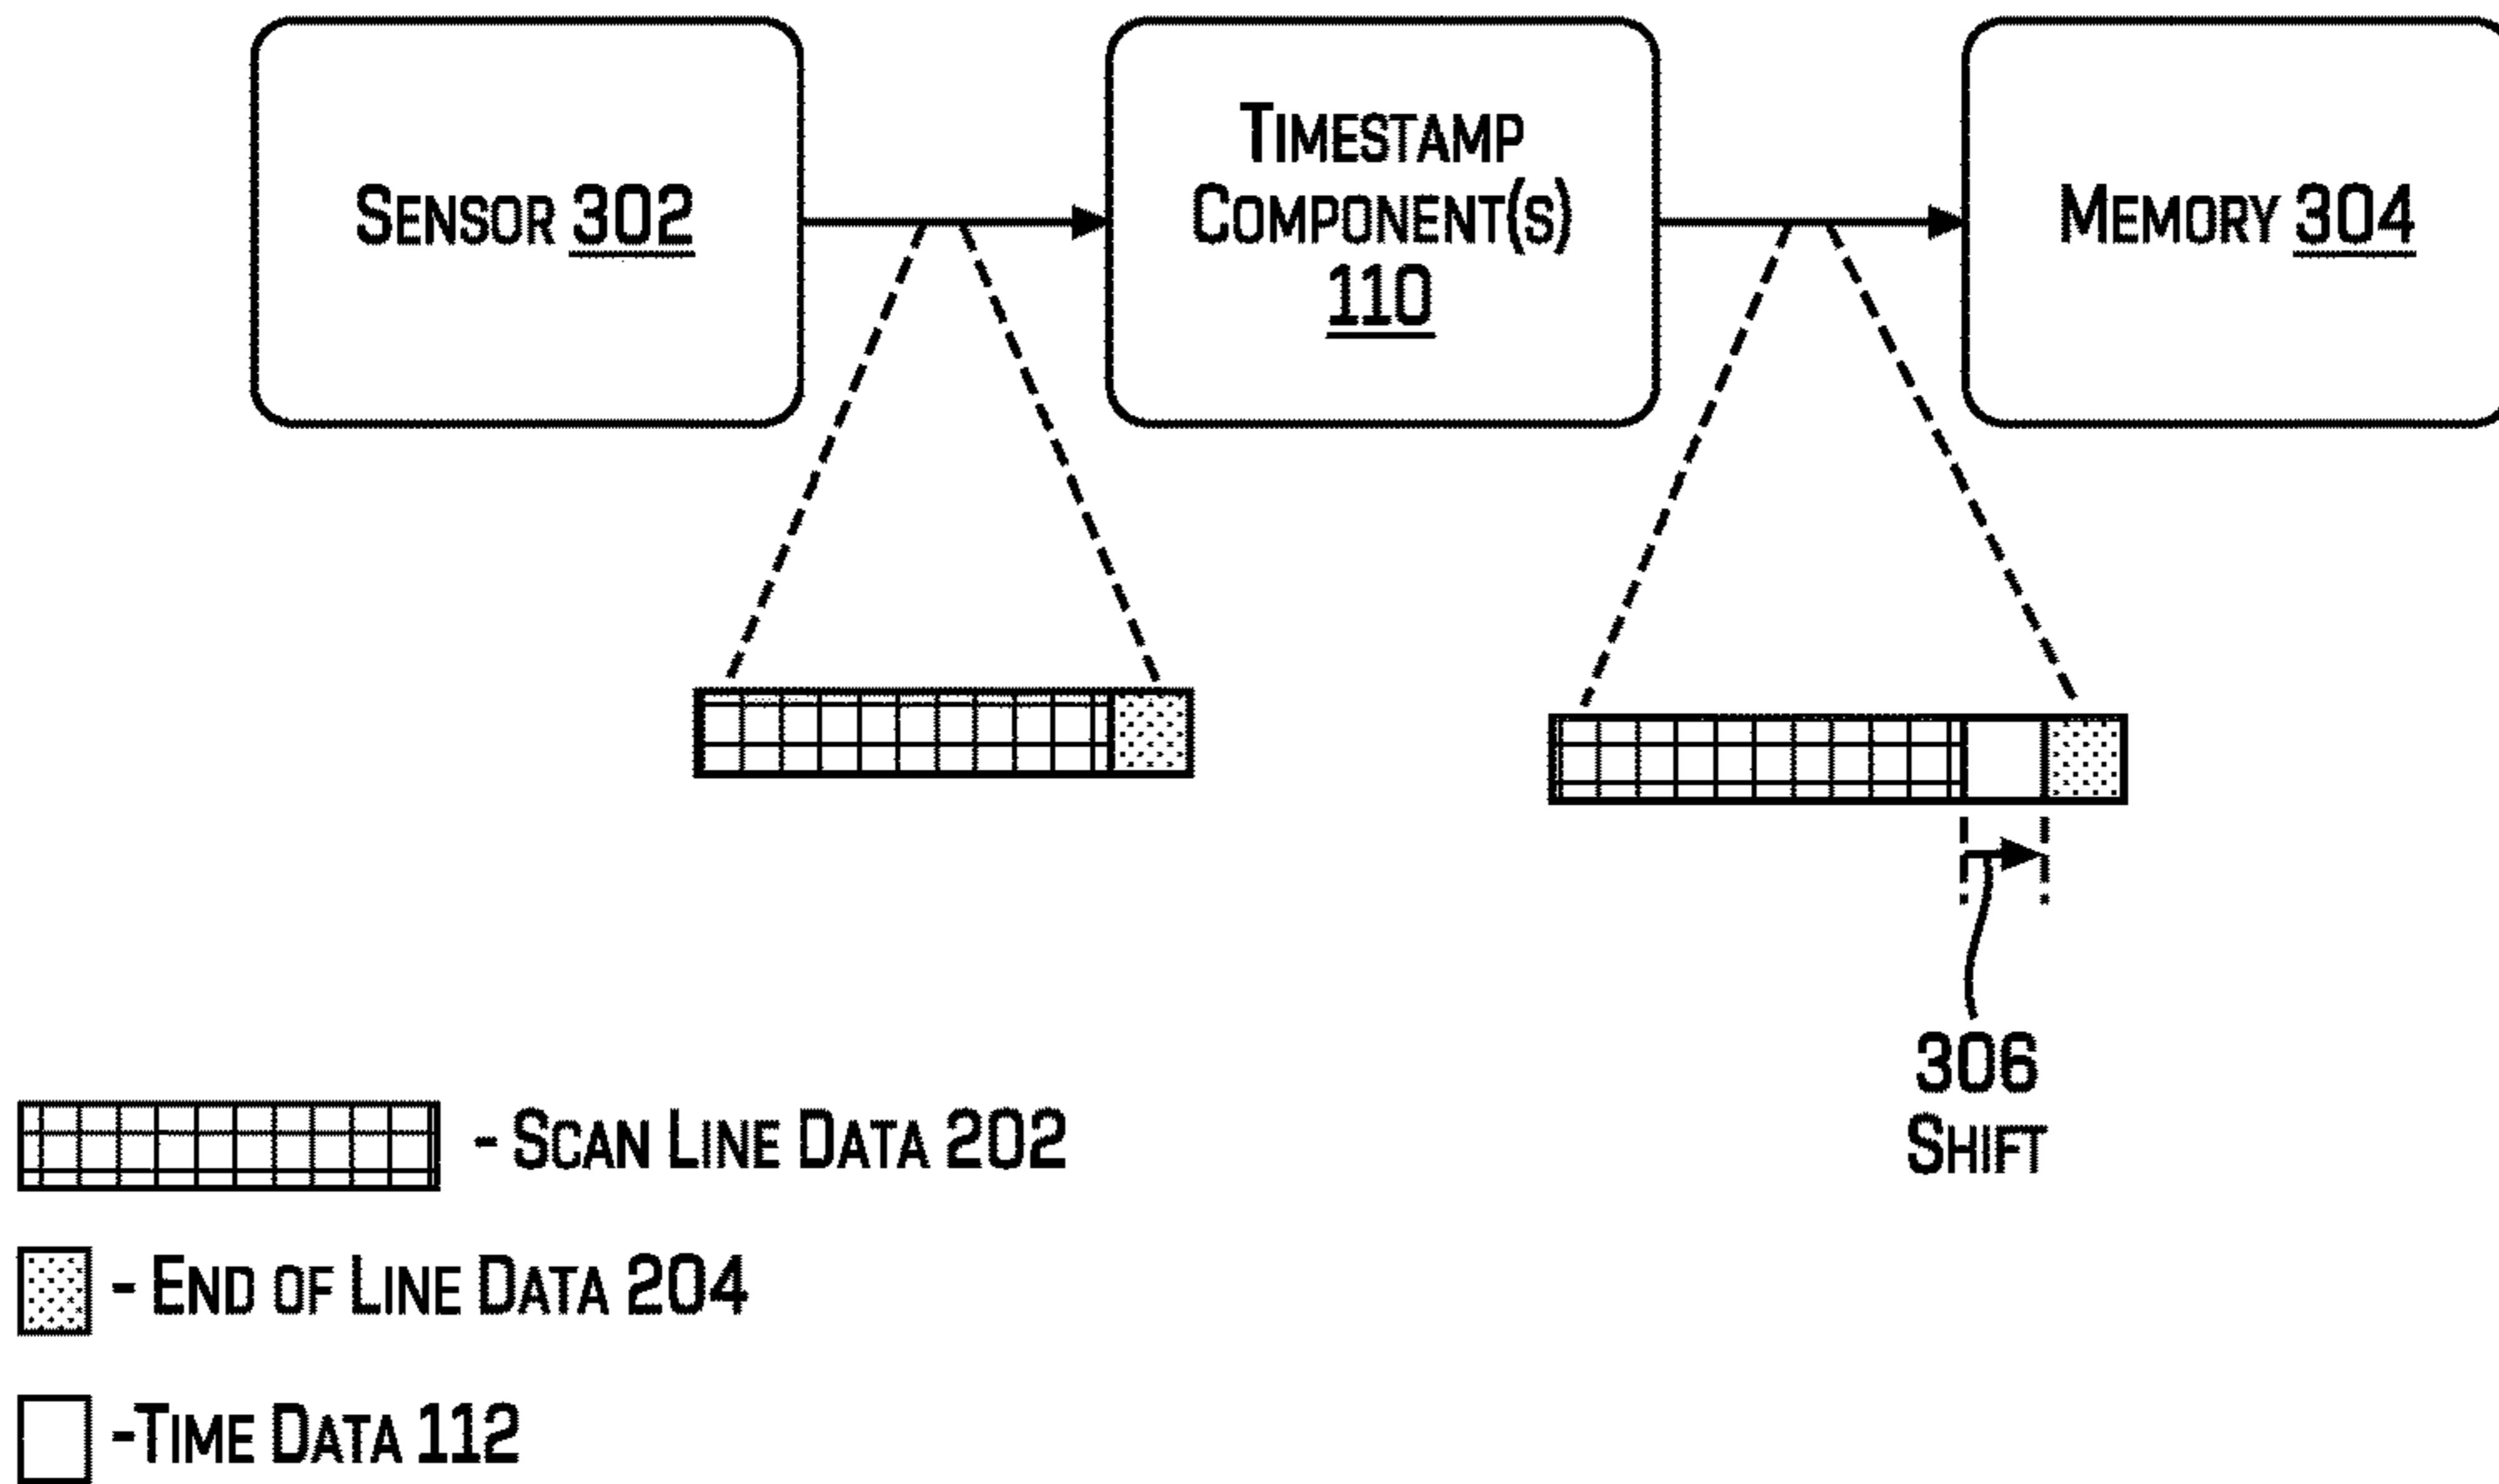 SENSOR 302
TIMESTAMP
COMPONENT(S)
110
MEMORY 304
306
SHIFT
- SCAN LINE DATA 202
- END OF LINE DATA 204
-TIME DATA 112